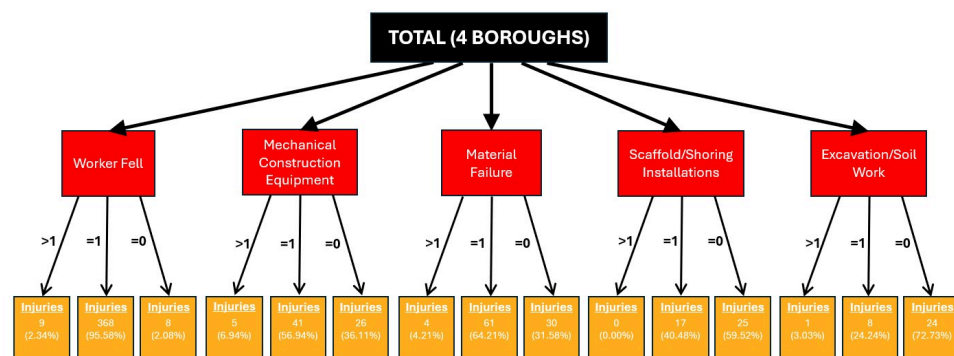 TOTAL (4 BOROUGHS)
Worker Fell
Mechanical
Construction
Equipment
Material
Failure
Scaffold/Shoring
Installations
Excavation/Soil
Work
>1
=1
=0
>1
=1
=0
>1
=1
=0
>1
=1
=0
>1
=1
=0
Injuries
9
(2.34%)
Injuries
368
(95.58%)
Injuries
8
(2.08%)
Injuries
5
(6.94%)
Injuries
41
(56.94%)
Injuries
26
(36.11%)
Injuries
4
(4.21%)
Injuries
61
(64.21%)
Injuries
30
(31.58%)
Injuries
0
(0.00%)
Injuries
17
(40.48%)
Injuries
25
(59.52%)
Injuries
1
(3.03%)
Injuries
8
(24.24%)
Injuries
24
(72.73%)